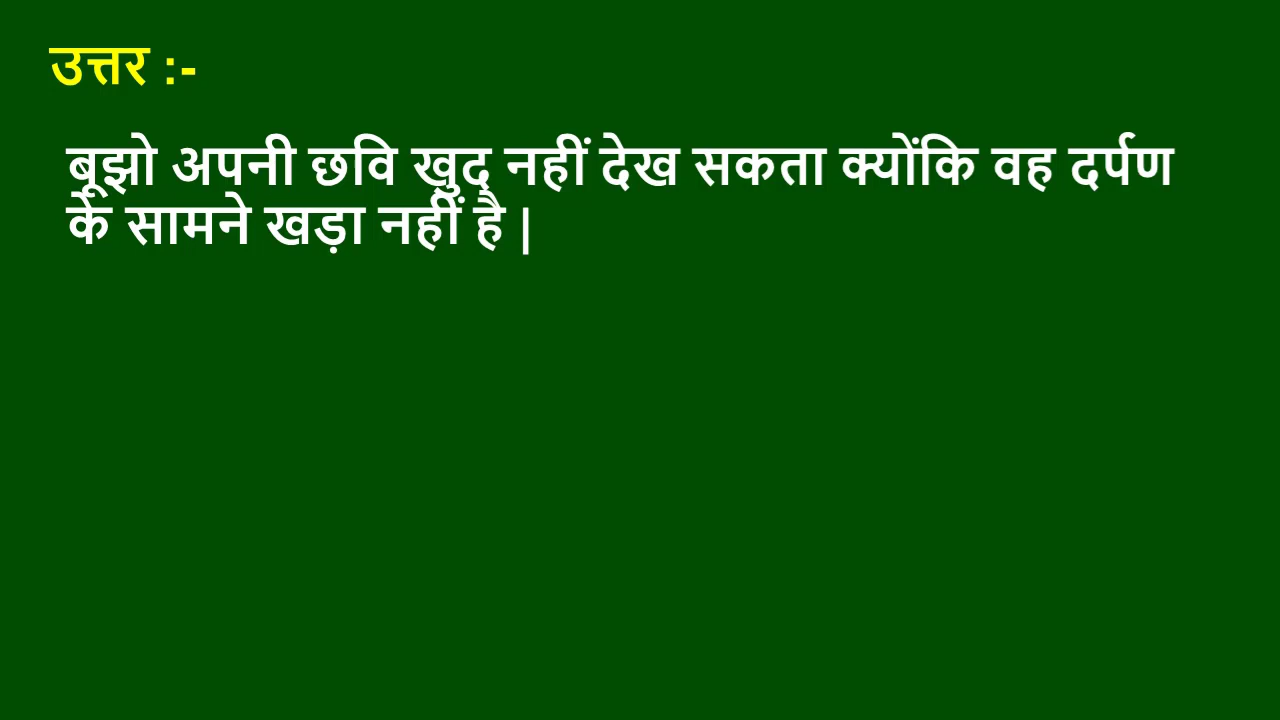 उत्तर :-
बूझो अपनी छवि खुद नहीं देख सकता क्योंकि वह दर्पण
के सामने खड़ा नहीं है |